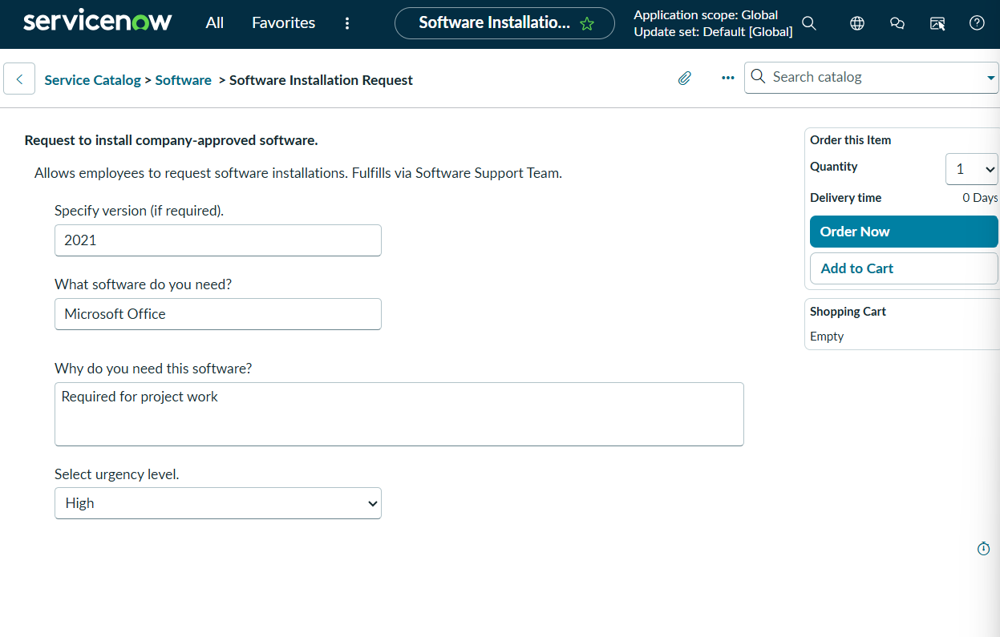 servicenow All Favorites Software Installatio... Application scope: Global
Update set: Default [Global]
Service Catalog > Software > Software Installation Request Search catalog
Request to install company-approved software.
Allows employees to request software installations. Fulfills via Software Support Team.
Specify version (if required).
2021
What software do you need?
Microsoft Office
Why do you need this software?
Required for project work
Select urgency level.
High
Order this Item
Quantity 1
Delivery time 0 Days
Order Now
Add to Cart
Shopping Cart
Empty